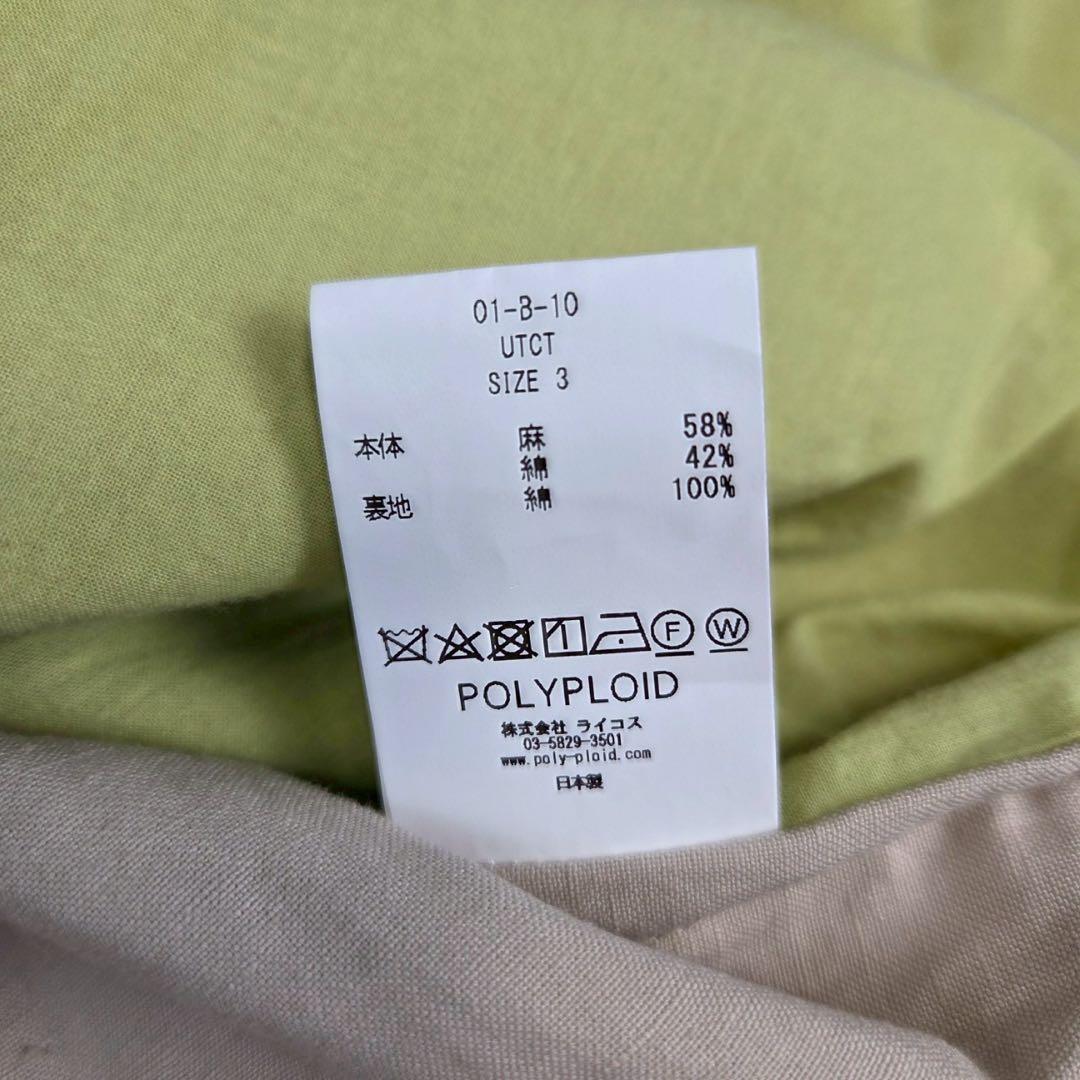 01-B-10
UTCT
SIZE 3
本体 麻 58%
綿 42%
裏地 綿 100%
F W
POLYPLOID
株式会社 ライコス
03-5829-3501
www.poly-ploid.com
日本製